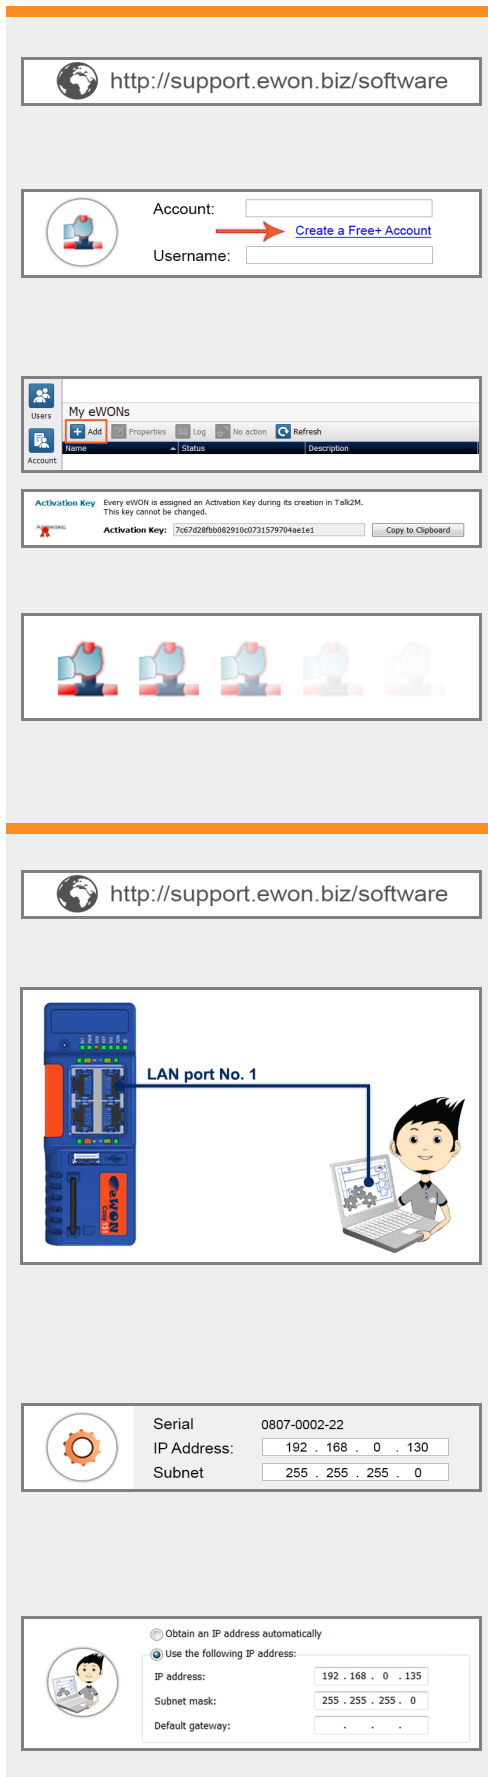 http://support.ewon.biz/software
Account:
Create a Free+ Account
Username:
Users
My eWONs
Add Properties Log No action Refresh
Account
Name Status Description
Activation Key Every eWON is assigned an Activation Key during its creation in Talk2M.
This key cannot be changed.
Activation Key: 7c67d28fbb082910c0731579704ae1e1 Copy to Clipboard
http://support.ewon.biz/software
LAN port No. 1
eWON
Cosy 131
Serial 0807-0002-22
IP Address: 192 . 168 . 0 . 130
Subnet 255 . 255 . 255 . 0
Obtain an IP address automatically
Use the following IP address:
IP address: 192 . 168 . 0 . 135
Subnet mask: 255 . 255 . 255 . 0
Default gateway: . . .